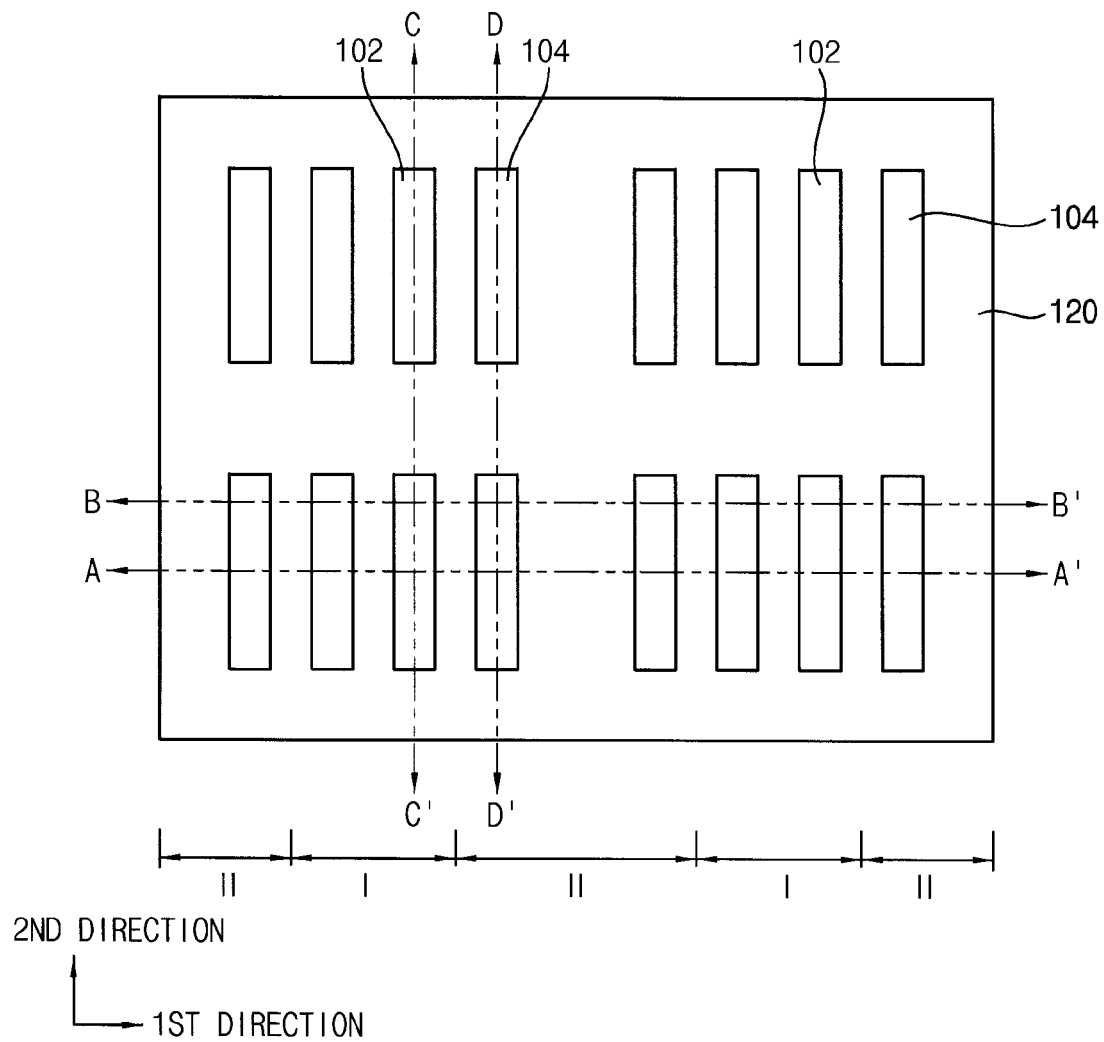 C D
102 104 102
104
120
B B'
A A'
C' D'
II I II I II
2ND DIRECTION
1ST DIRECTION